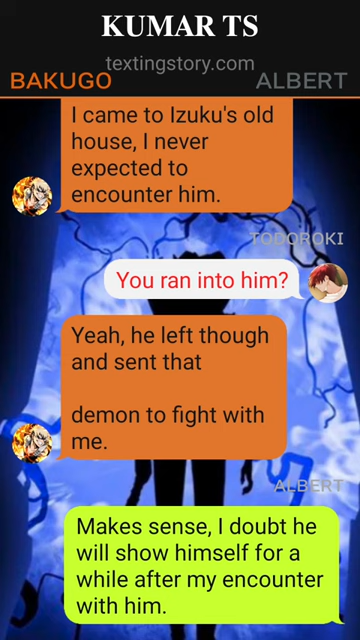 KUMAR TS
textingstory.com
BAKUGO
ALBERT
I came to Izuku's old
house, I never
expected to
encounter him.
TODOROKI
You ran into him?
Yeah, he left though
and sent that
demon to fight with
me.
ALBERT
Makes sense, I doubt he
will show himself for a
while after my encounter
with him.